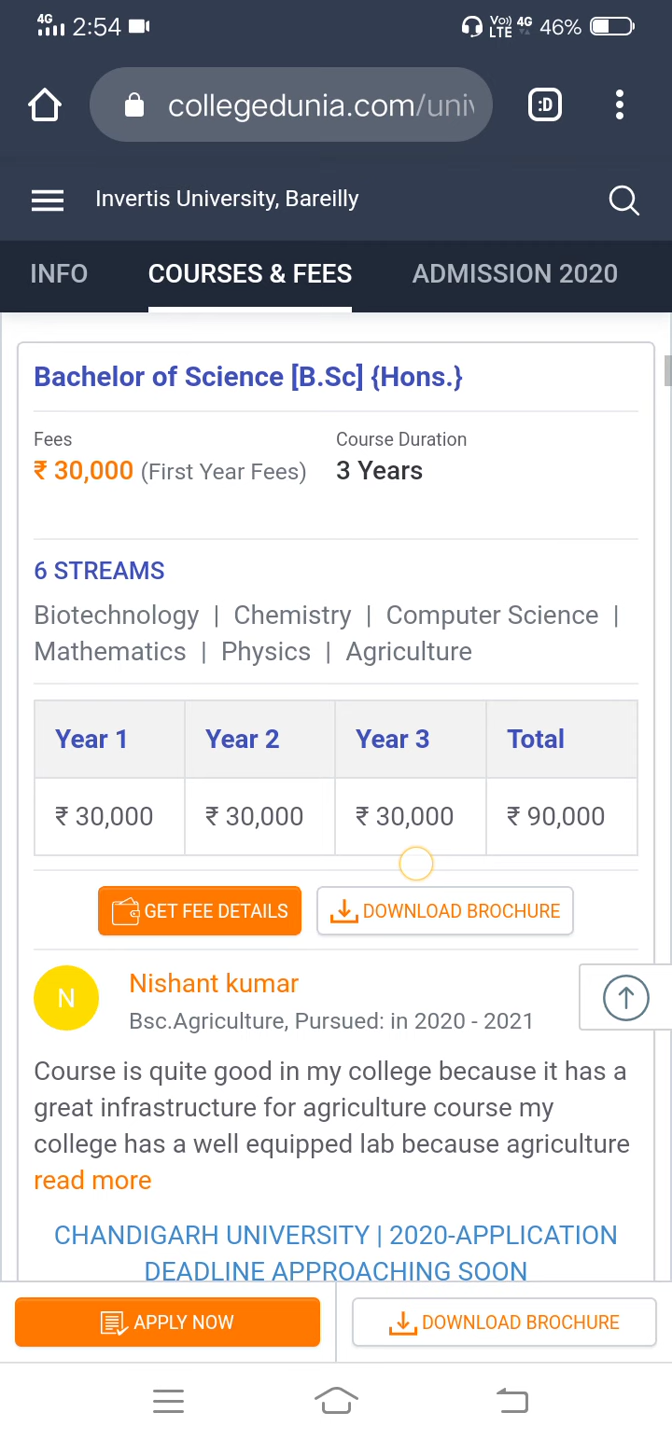 4G 2:54 Vo) LTE 4G 46%
:D
collegedunia.com/univ
Invertis University, Bareilly
INFO COURSES & FEES ADMISSION 2020
Bachelor of Science [B.Sc] {Hons.}
Fees Course Duration
₹ 30,000 (First Year Fees) 3 Years
6 STREAMS
Biotechnology | Chemistry | Computer Science |
Mathematics | Physics | Agriculture
Year 1 Year 2 Year 3 Total
₹ 30,000 ₹ 30,000 ₹ 30,000 ₹ 90,000
GET FEE DETAILS DOWNLOAD BROCHURE
N Nishant kumar
Bsc.Agriculture, Pursued: in 2020 - 2021
Course is quite good in my college because it has a
great infrastructure for agriculture course my
college has a well equipped lab because agriculture
read more
CHANDIGARH UNIVERSITY | 2020-APPLICATION
DEADLINE APPROACHING SOON
APPLY NOW DOWNLOAD BROCHURE